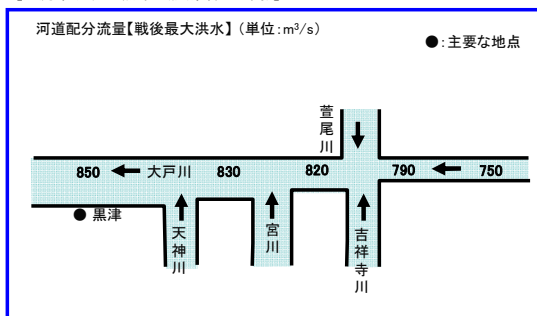 河道配分流量【戦後最大洪水】（単位：m³/s）
●：主要な地点
萱尾川
850
大戸川
830
820
790
750
●黒津
天神川
宮川
吉祥寺川